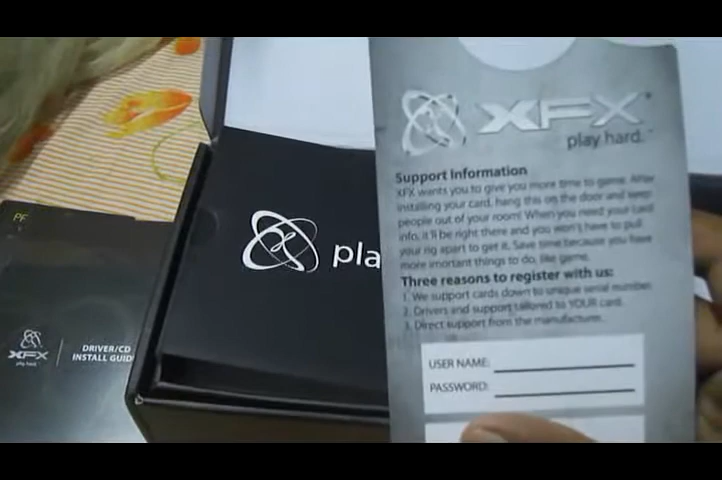 XFX
play hard.
Support Information
XFX wants you to give you more time to game. After
installing your card, hang this on the door and keep
people out of your room! When you need your card
info, it'll be right there and you won't have to pull
your rig apart to get it. Save time because you have
more imortant things to do, like game.
Three reasons to register with us:
1. We support cards down to unique serial number.
2. Drivers and support tailored to YOUR card.
3. Direct support from the manufacturer.
USER NAME:
PASSWORD:
pla
PF
XFX
play hard.
DRIVER/CD
INSTALL GUID